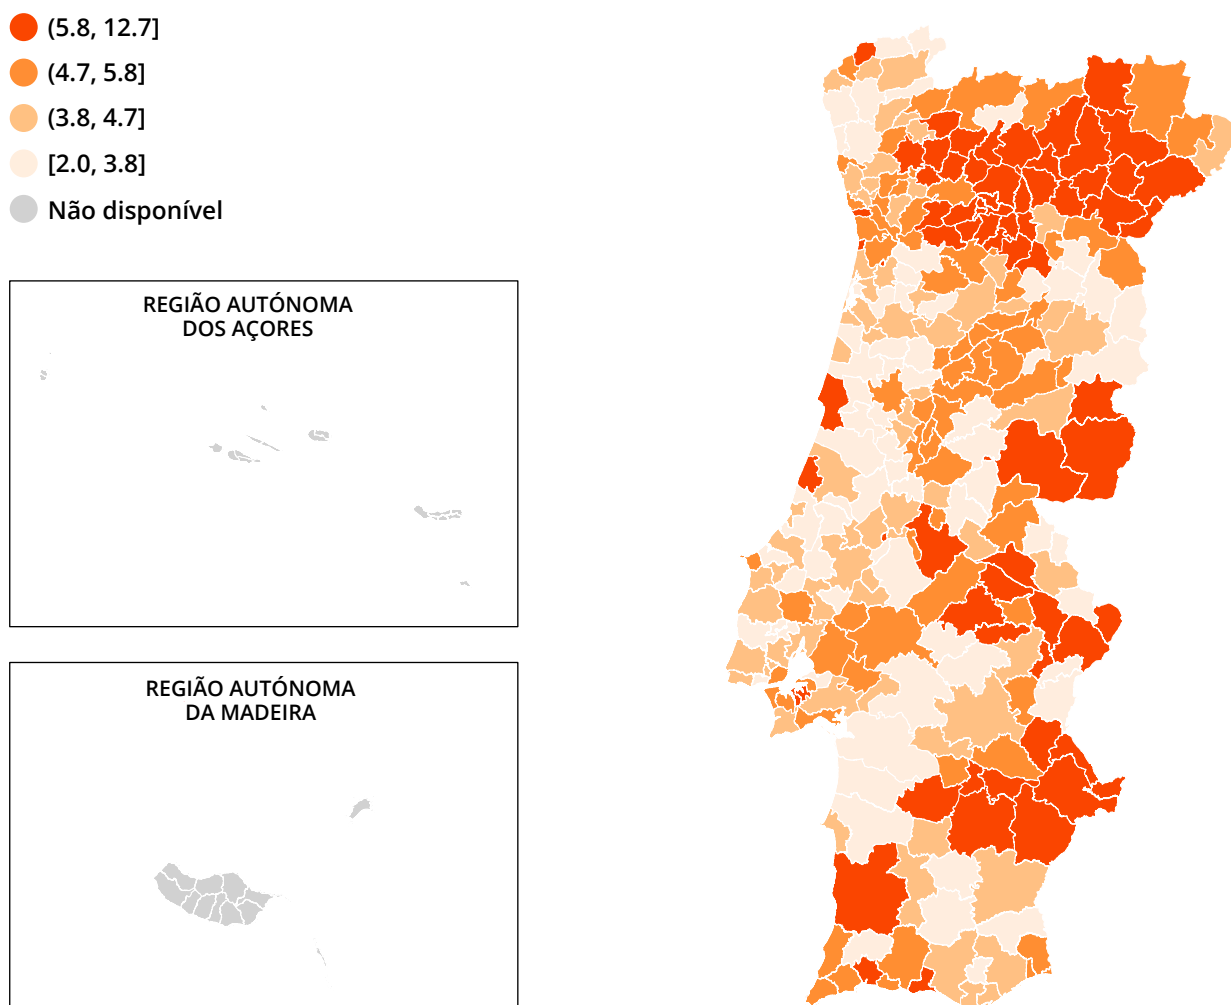 (5.8, 12.7]
(4.7, 5.8]
(3.8, 4.7]
[2.0, 3.8]
Não disponível
REGIÃO AUTÓNOMA
DOS AÇORES
REGIÃO AUTÓNOMA
DA MADEIRA